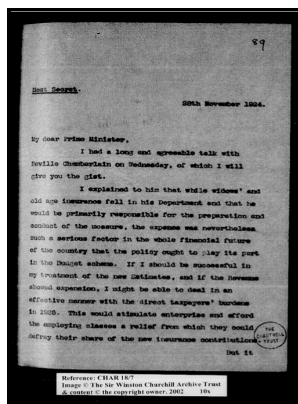 89
Most Secret.
28th November 1924.
My dear Prime Minister,
I had a long and agreeable talk with
Neville Chamberlain on Wednesday, of which I will
give you the gist.
I explained to him that while widows' and
old age insurance fell in his Department and that he
would be primarily responsible for the preparation and
conduct of the measure, the expense was nevertheless
such a serious factor in the whole financial future
of the country that the policy ought to play its part
in the Budget scheme. If I should be successful in
my treatment of the new Estimates, and if the Revenue
showed expansion, I might be able to deal in an
effective manner with the direct taxpayers' burdens
in 1925. This would stimulate enterprise and afford
the employing classes a relief from which they could
defray their share of the new insurance contributions.
But it
THE
CHARTWELL
TRUST
Reference: CHAR 18/7
Image © The Sir Winston Churchill Archive Trust
& content © the copyright owner. 2002 10x